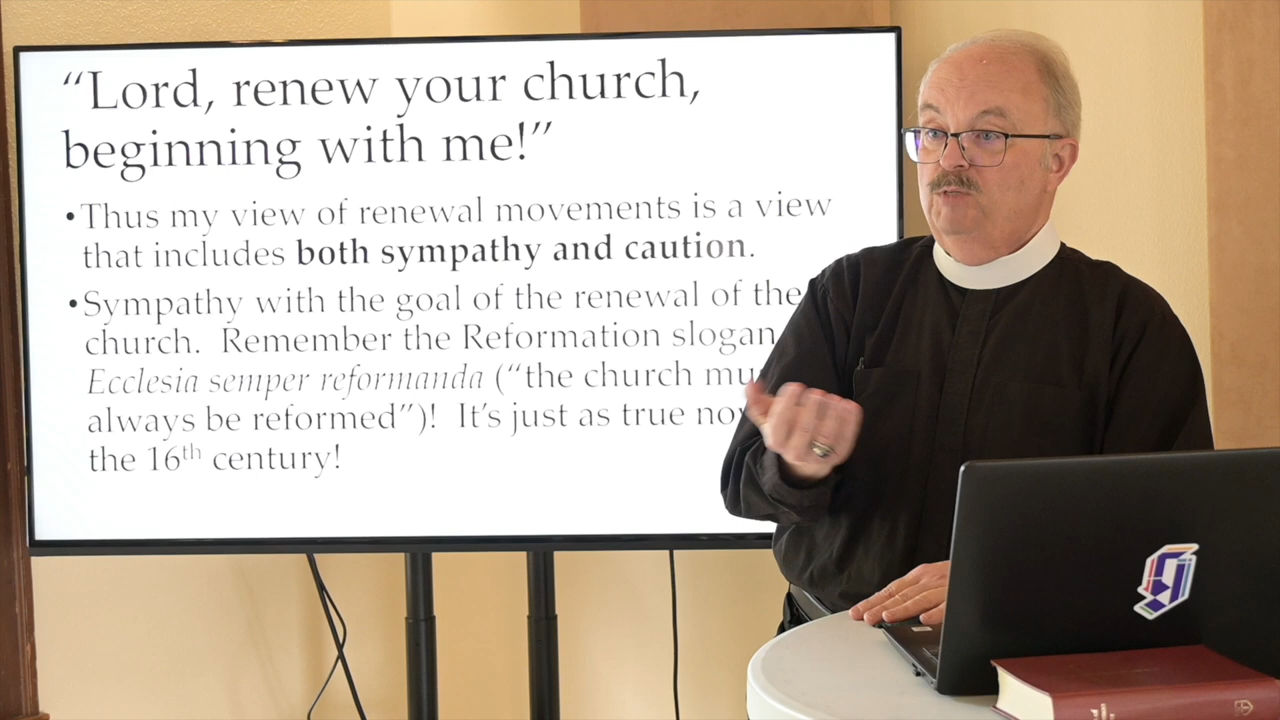 “Lord, renew your church,
beginning with me!”
•Thus my view of renewal movements is a view
that includes both sympathy and caution.
•Sympathy with the goal of the renewal of the
church. Remember the Reformation slogan
Ecclesia semper reformanda (“the church
always be reformed”)! It’s just as true
the 16th century!